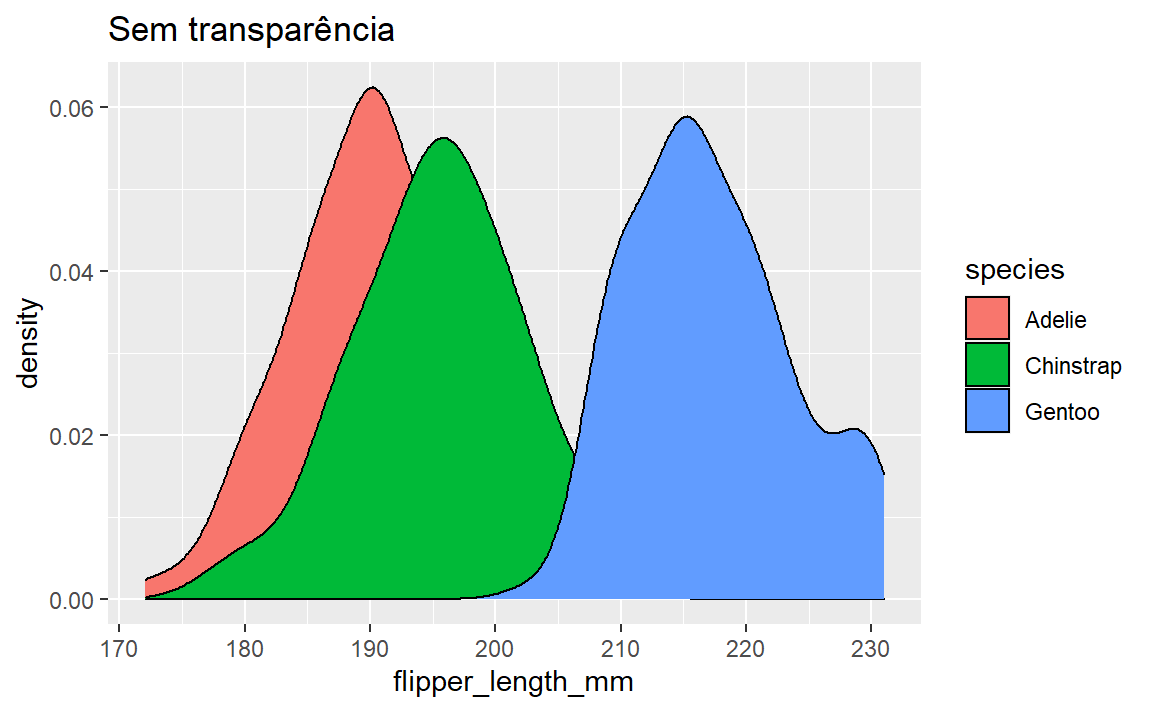 Sem transparência
0.06
0.04
0.02
0.00
density
170 180 190 200 210 220 230
flipper_length_mm
species
Adelie
Chinstrap
Gentoo